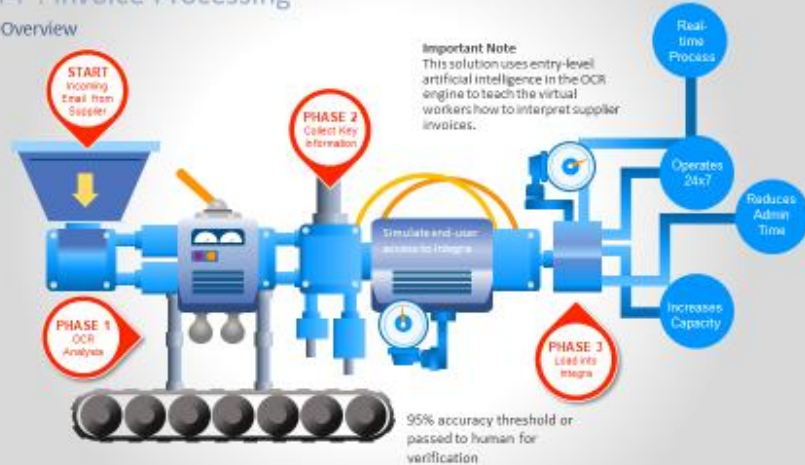 Invoice Processing
Overview
START
Incoming
Email from
Supplier
PHASE 2
Collect Key
Information
Important Note
This solution uses entry-level
artificial intelligence in the OCR
engine to teach the virtual
workers how to interpret supplier
invoices.
Real-
time
Process
Operates
24x7
Reduces
Admin
Time
Increases
Capacity
Simulate end-user
access to Integra
PHASE 1
OCR
Analysis
PHASE 3
Load into
Integra
95% accuracy threshold or
passed to human for
verification